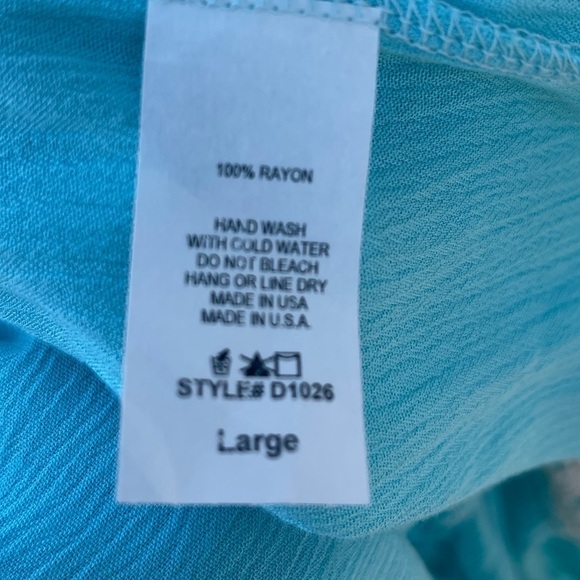 100% RAYON
HAND WASH
WITH COLD WATER
DO NOT BLEACH
HANG OR LINE DRY
MADE IN USA
MADE IN U.S.A.
STYLE# D1026
Large